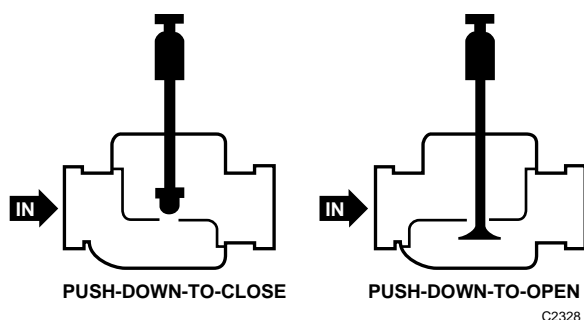 IN
IN
PUSH-DOWN-TO-CLOSE
PUSH-DOWN-TO-OPEN
C2328